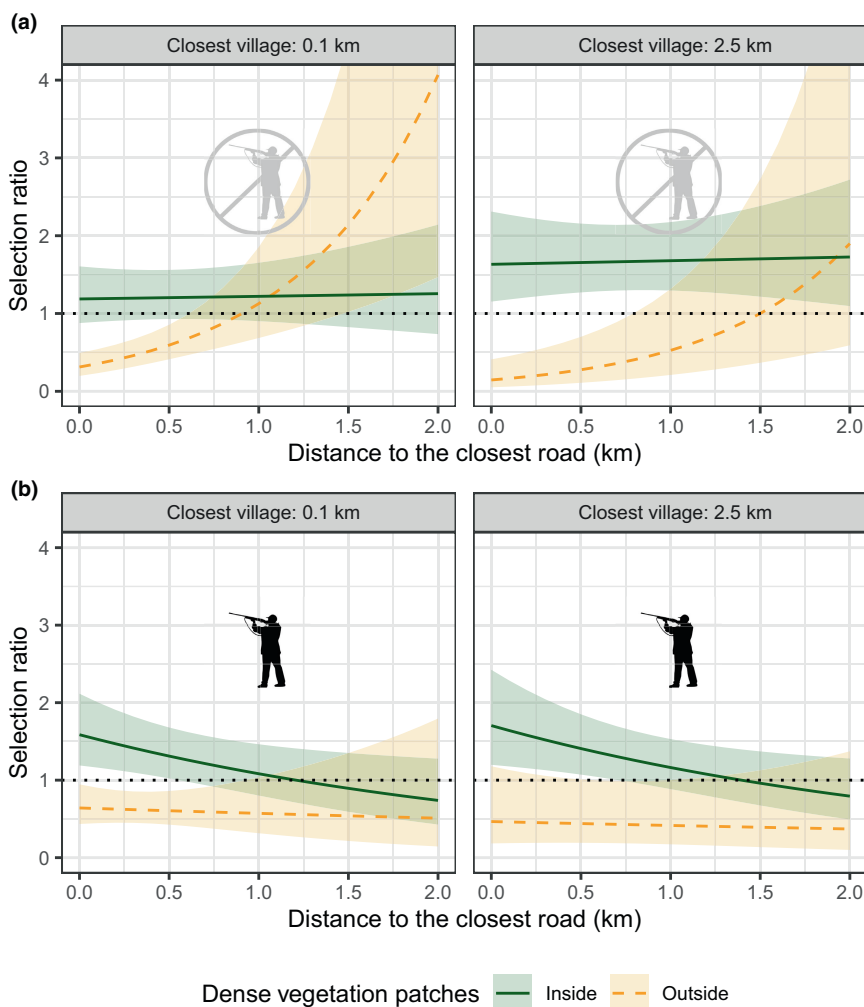 (a)
Closest village: 0.1 km
Closest village: 2.5 km
Selection ratio
4
3
2
1
0
0.0 0.5 1.0 1.5 2.0
0.0 0.5 1.0 1.5 2.0
Distance to the closest road (km)
(b)
Closest village: 0.1 km
Closest village: 2.5 km
Selection ratio
4
3
2
1
0
0.0 0.5 1.0 1.5 2.0
0.0 0.5 1.0 1.5 2.0
Distance to the closest road (km)
Dense vegetation patches Inside Outside